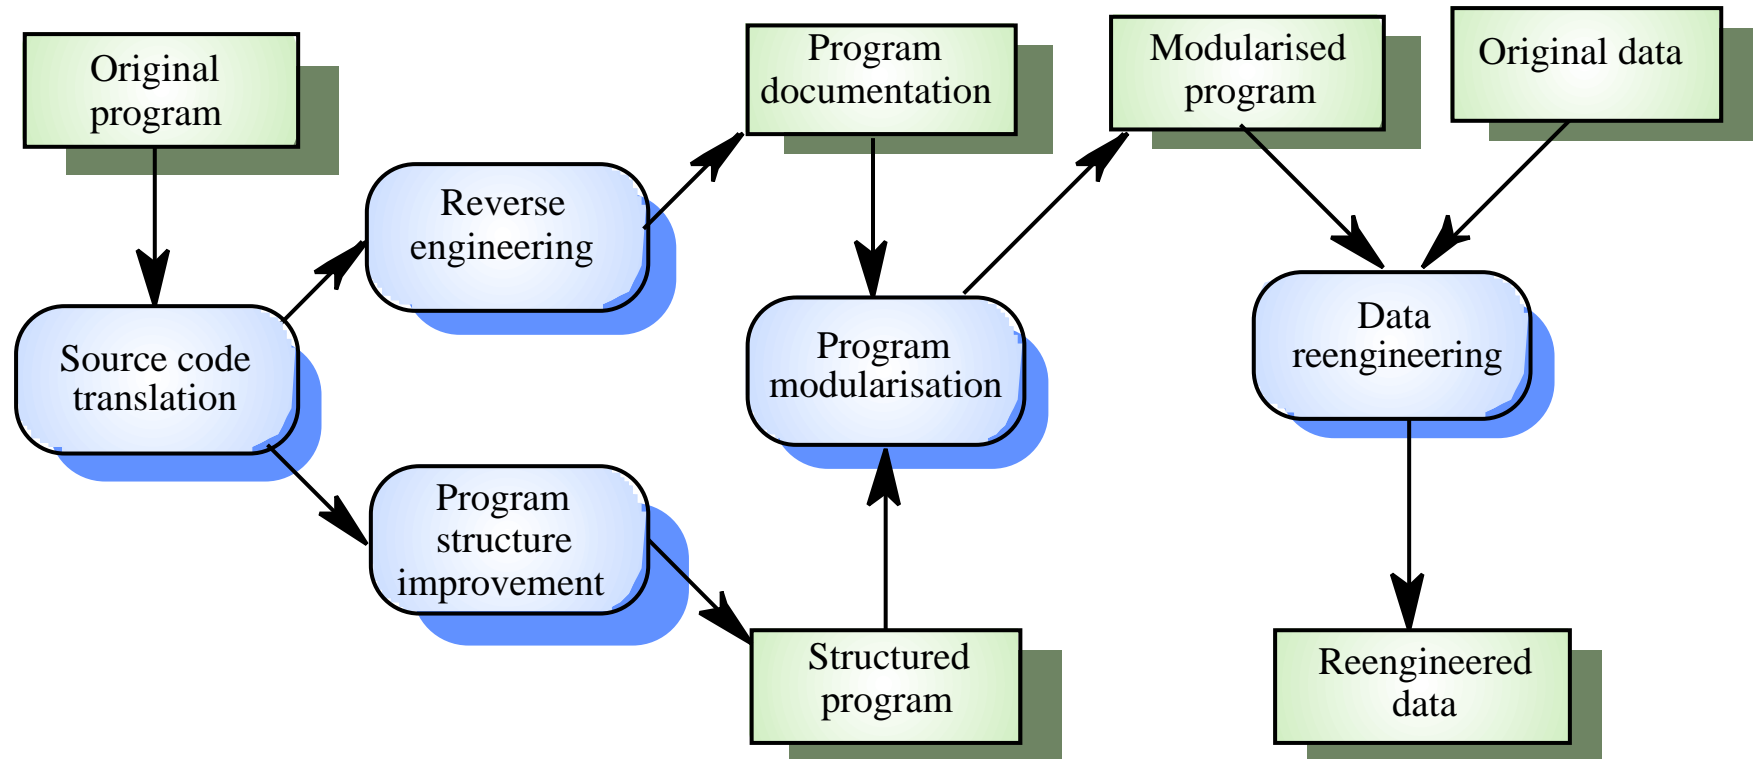 Original
program
Program
documentation
Modularised
program
Original data
Reverse
engineering
Source code
translation
Program
modularisation
Data
reengineering
Program
structure
improvement
Structured
program
Reengineered
data